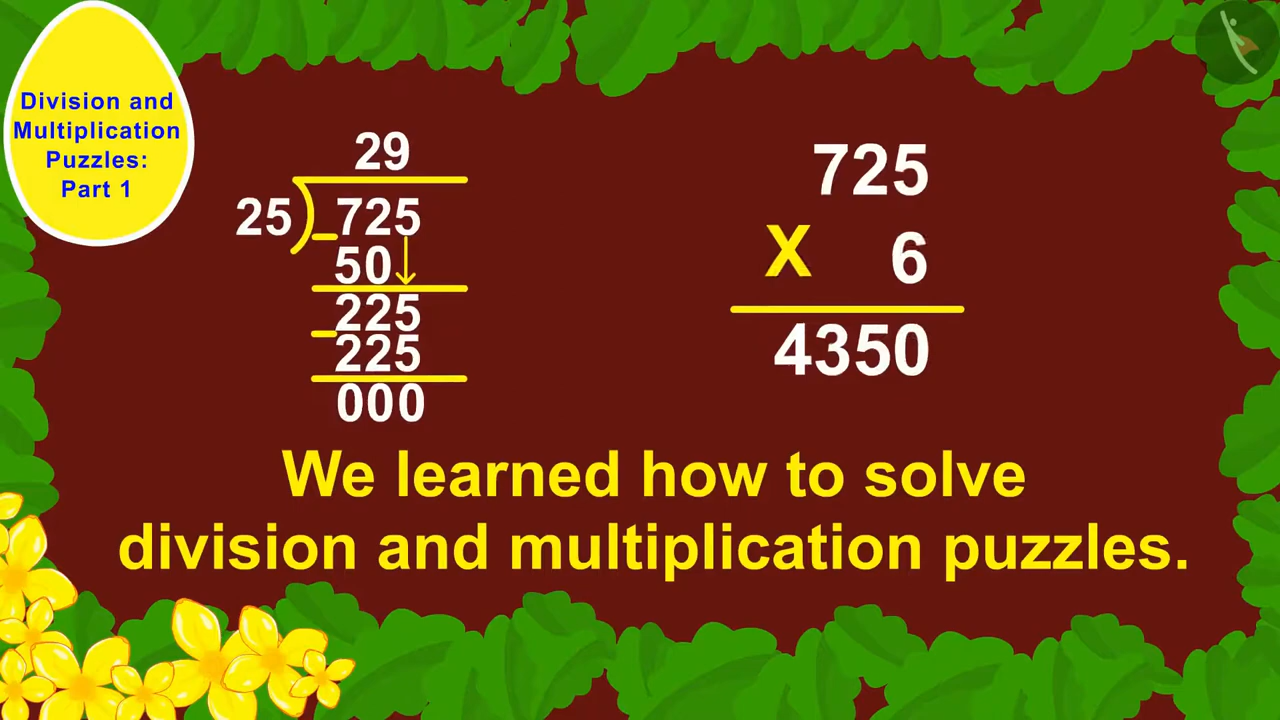 Division and
Multiplication
Puzzles:
Part 1
29
25 725
50
225
225
000
725
X 6
4350
We learned how to solve
division and multiplication puzzles.